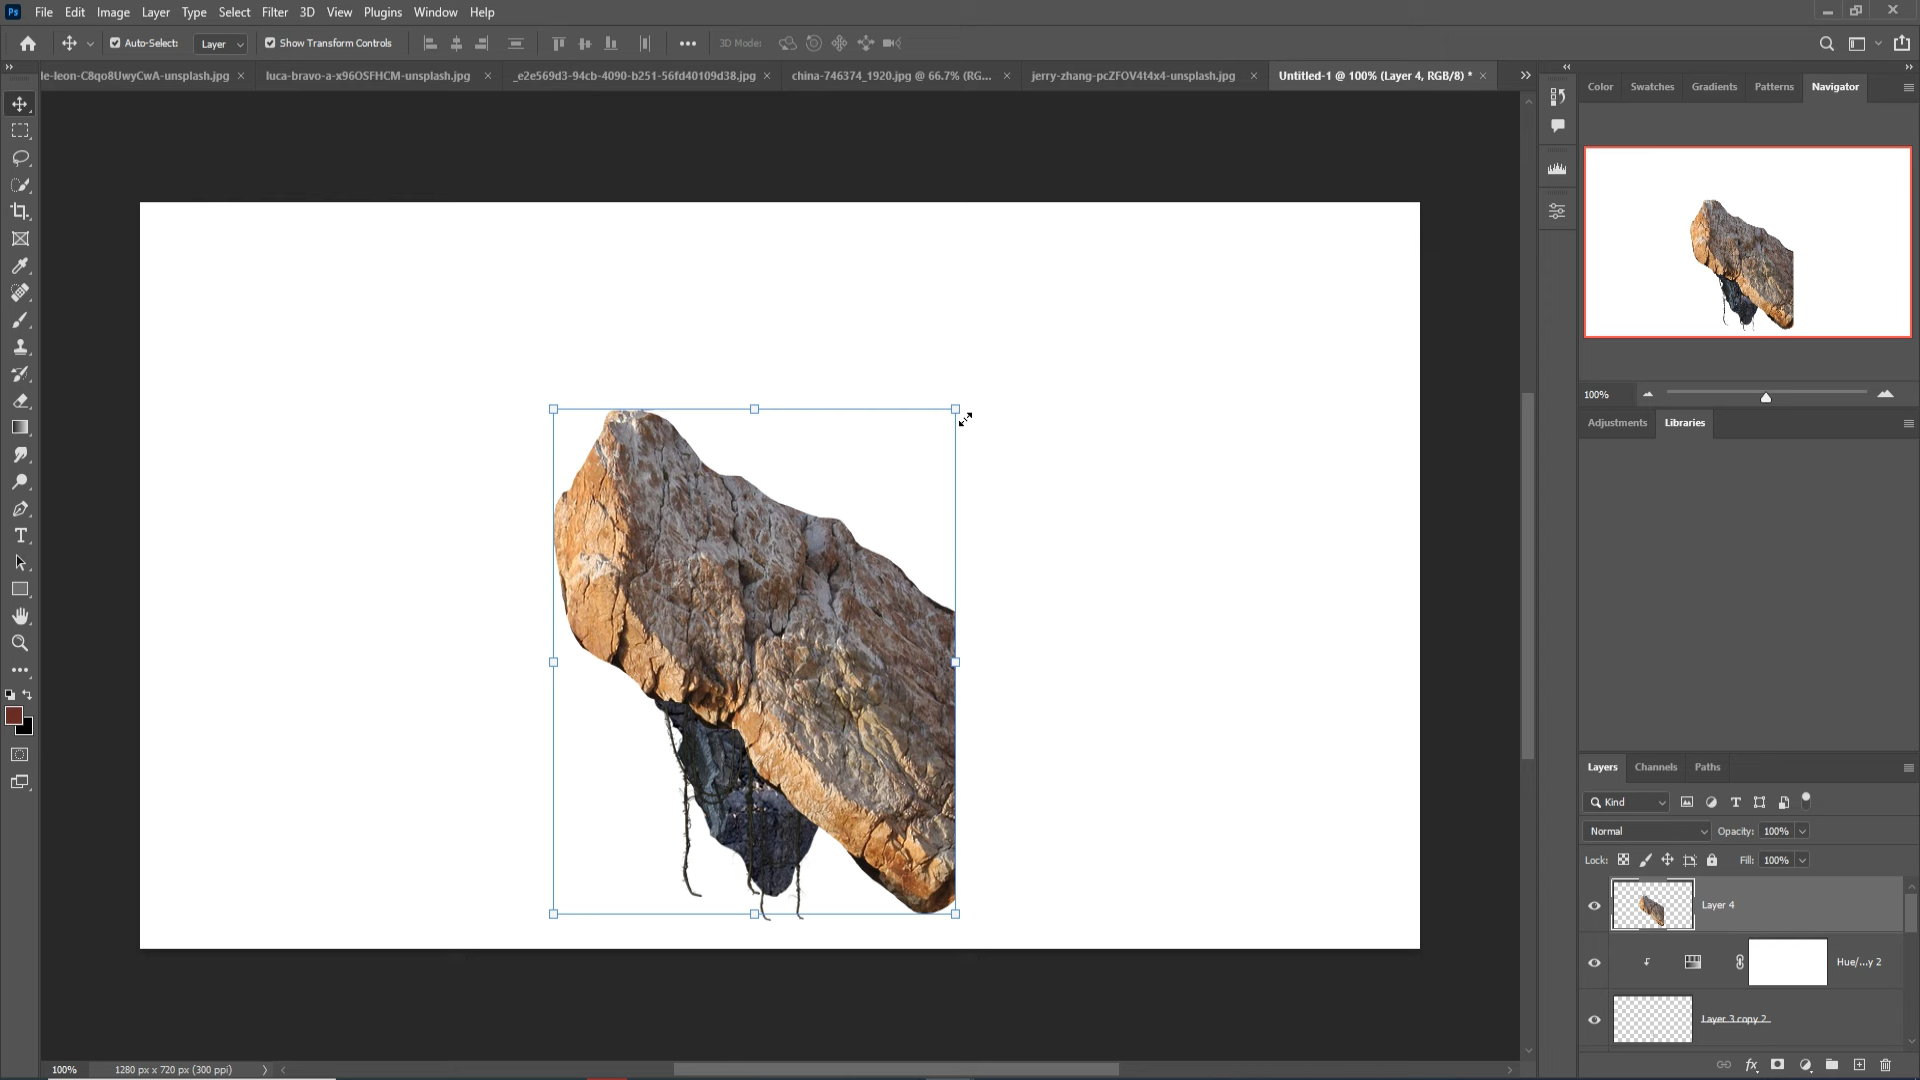 Ps File Edit Image Layer Type Select Filter 3D View Plugins Window Help
Auto-Select: Layer Show Transform Controls 3D Mode:
le-leon-C8qo8UwyCwA-unsplash.jpg luca-bravo-a-x96OSFHCM-unsplash.jpg _e2e569d3-94cb-4090-b251-56fd40109d38.jpg china-746374_1920.jpg @ 66.7% (RG... jerry-zhang-pcZFOV4t4x4-unsplash.jpg Untitled-1 @ 100% (Layer 4, RGB/8) *
Color Swatches Gradients Patterns Navigator
100%
Adjustments Libraries
Layers Channels Paths
Kind
Normal Opacity: 100%
Lock: Fill: 100%
Layer 4
Hue/...y 2
Layer 3 copy 2
100% 1280 px x 720 px (300 ppi)